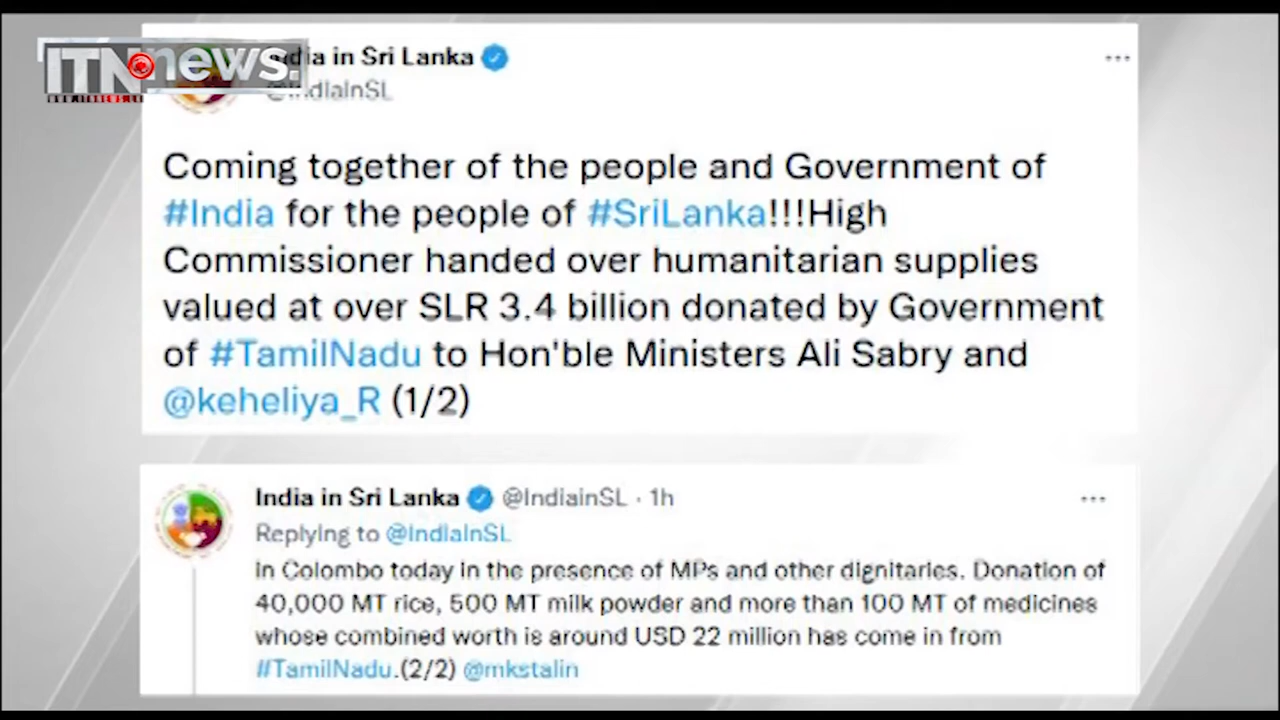 ITN news.
WWW.ITNNEWS.LK
India in Sri Lanka
@IndiaInSL
Coming together of the people and Government of
#India for the people of #SriLanka!!!High
Commissioner handed over humanitarian supplies
valued at over SLR 3.4 billion donated by Government
of #TamilNadu to Hon'ble Ministers Ali Sabry and
@keheliya_R (1/2)
India in Sri Lanka @IndiainSL · 1h
Replying to @IndiaInSL
in Colombo today in the presence of MPs and other dignitaries. Donation of
40,000 MT rice, 500 MT milk powder and more than 100 MT of medicines
whose combined worth is around USD 22 million has come in from
#TamilNadu.(2/2) @mkstalin